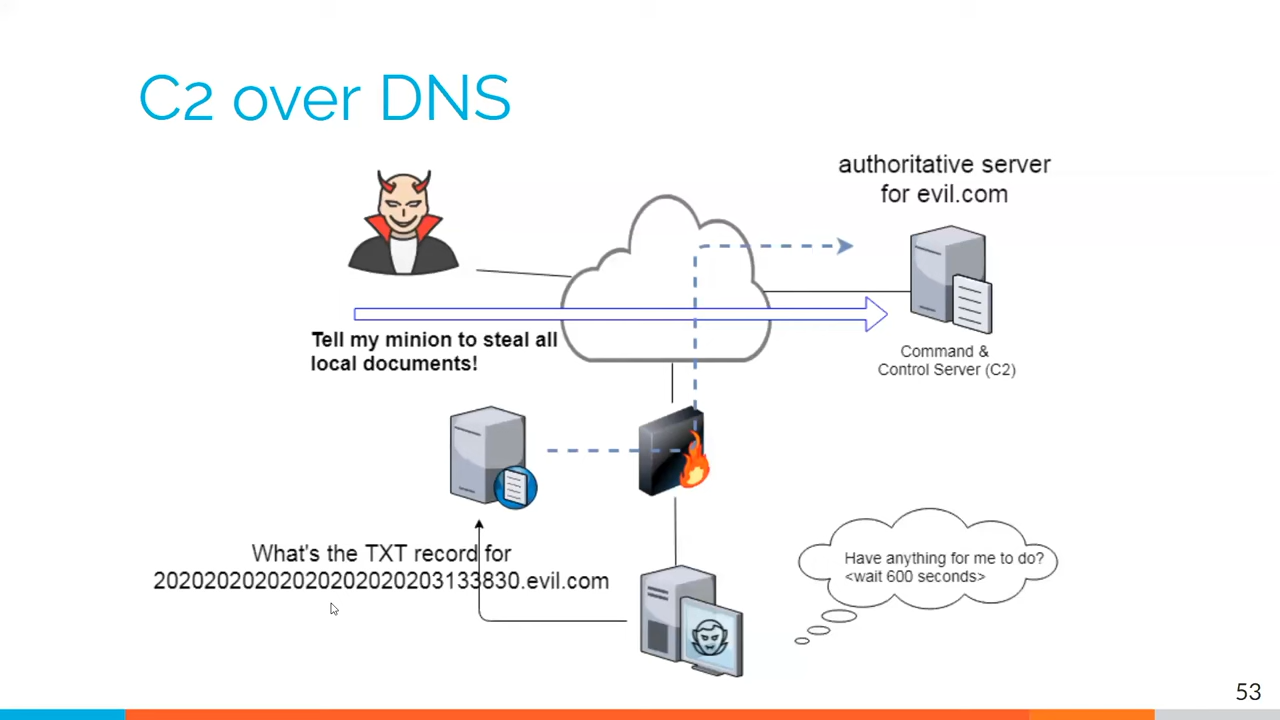 C2 over DNS
authoritative server
for evil.com
Tell my minion to steal all
local documents!
Command &
Control Server (C2)
What's the TXT record for
2020202020202020202203133830.evil.com
Have anything for me to do?
<wait 600 seconds>
53